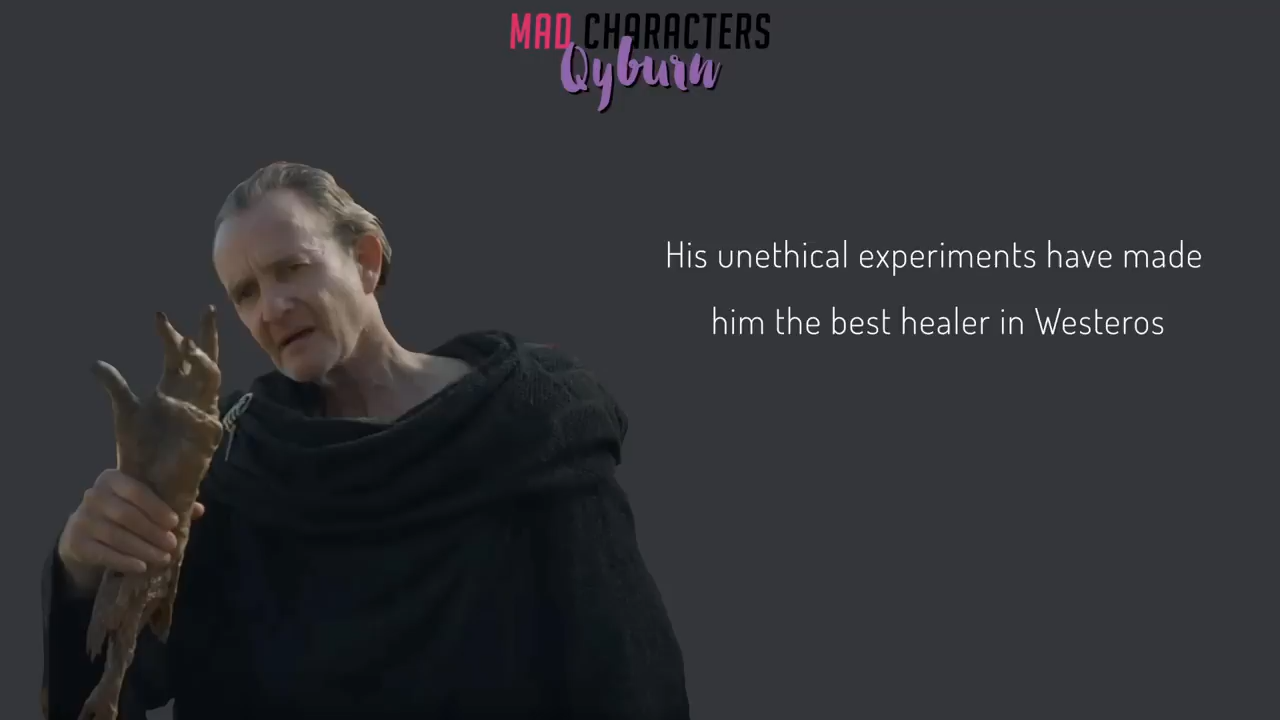 MAD CHARACTERS
Qyburn
His unethical experiments have made
him the best healer in Westeros